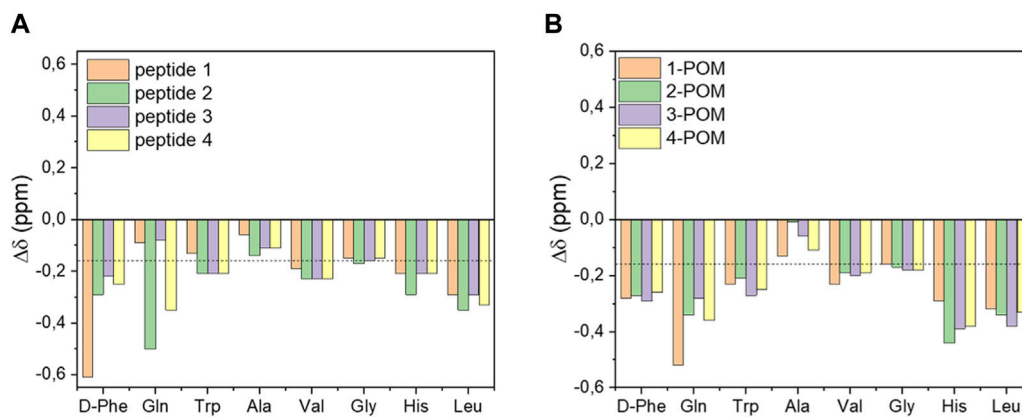 A
B
0,6
0,4
0,2
0,0
-0,2
-0,4
-0,6
Δδ (ppm)
peptide 1
peptide 2
peptide 3
peptide 4
D-Phe Gln Trp Ala Val Gly His Leu
0,6
0,4
0,2
0,0
-0,2
-0,4
-0,6
Δδ (ppm)
1-POM
2-POM
3-POM
4-POM
D-Phe Gln Trp Ala Val Gly His Leu